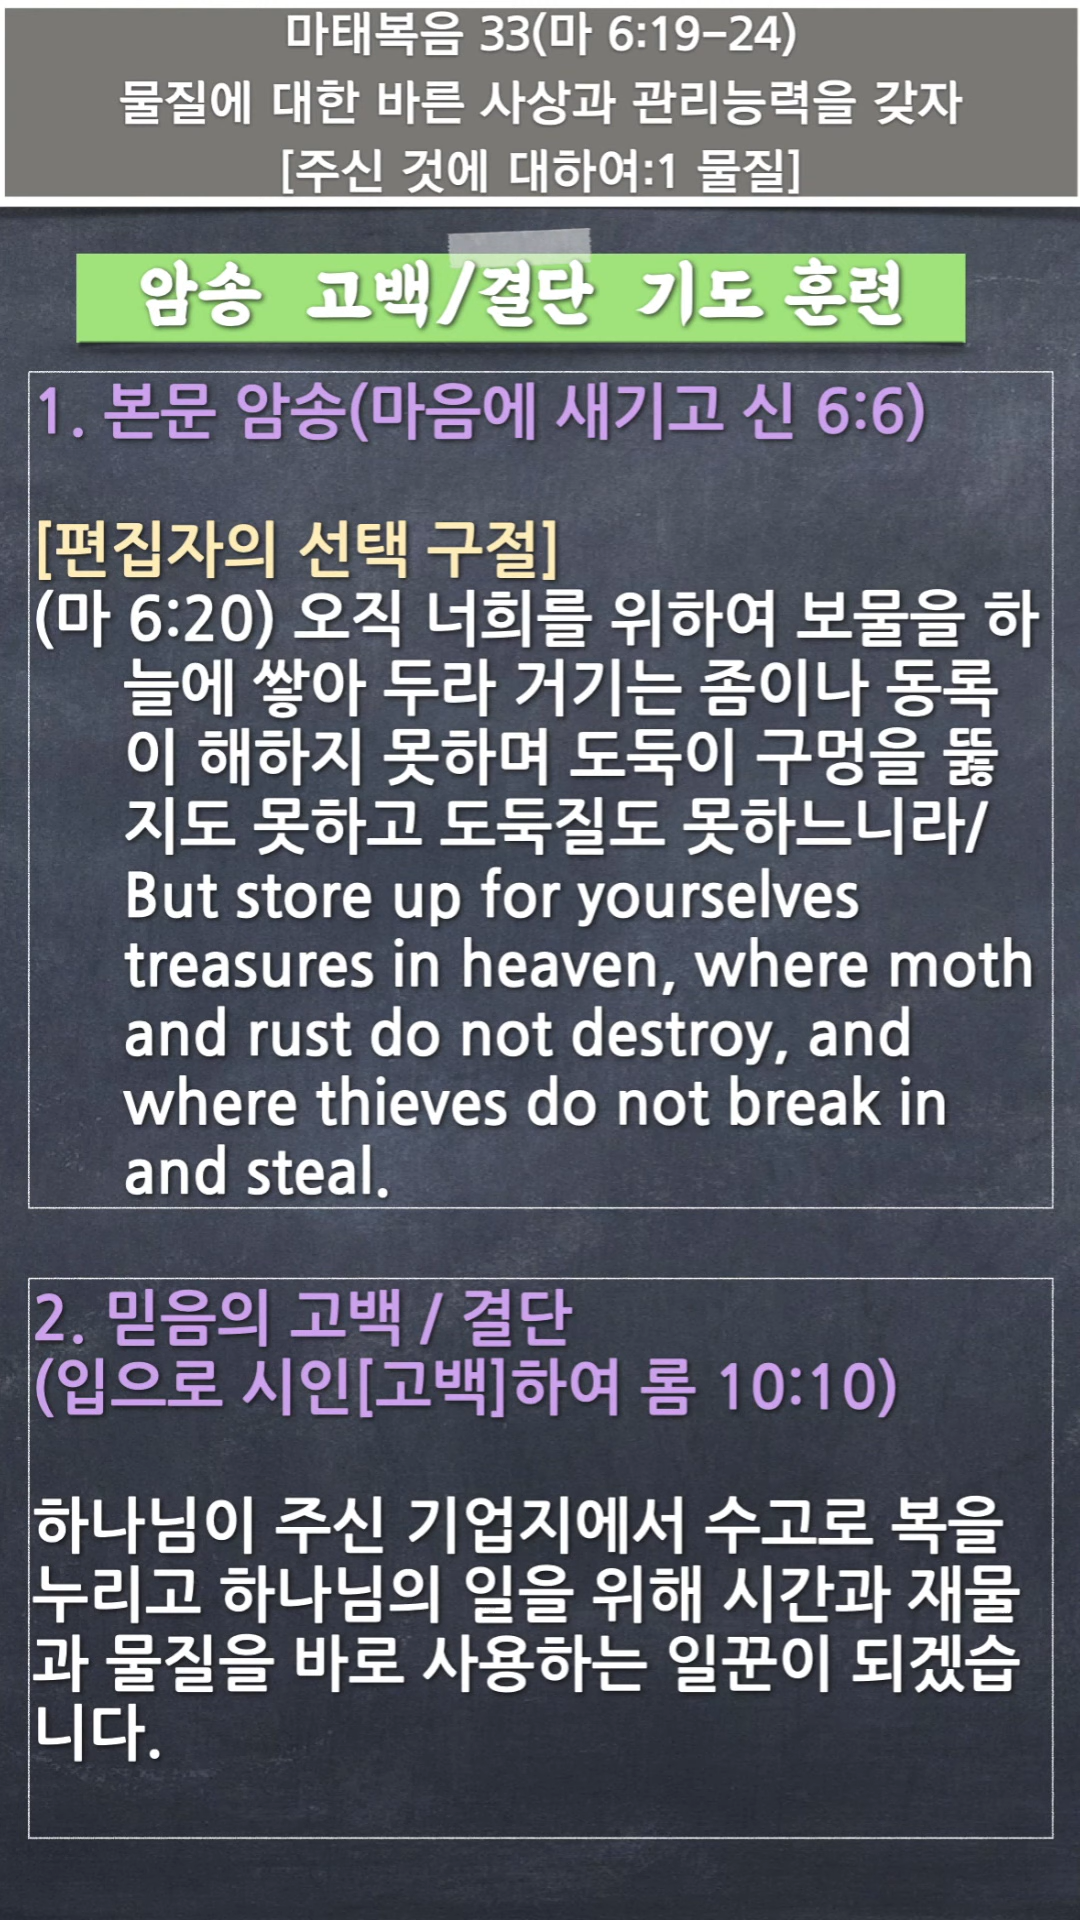 마태복음 33(마 6:19-24)
물질에 대한 바른 사상과 관리능력을 갖자
[주신 것에 대하여:1 물질]
암송 고백/결단 기도 훈련
1. 본문 암송(마음에 새기고 신 6:6)
[편집자의 선택 구절]
(마 6:20) 오직 너희를 위하여 보물을 하
늘에 쌓아 두라 거기는 좀이나 동록
이 해하지 못하며 도둑이 구멍을 뚫
지도 못하고 도둑질도 못하느니라/
But store up for yourselves
treasures in heaven, where moth
and rust do not destroy, and
where thieves do not break in
and steal.
2. 믿음의 고백 / 결단
(입으로 시인[고백]하여 롬 10:10)
하나님이 주신 기업지에서 수고로 복을
누리고 하나님의 일을 위해 시간과 재물
과 물질을 바로 사용하는 일꾼이 되겠습
니다.